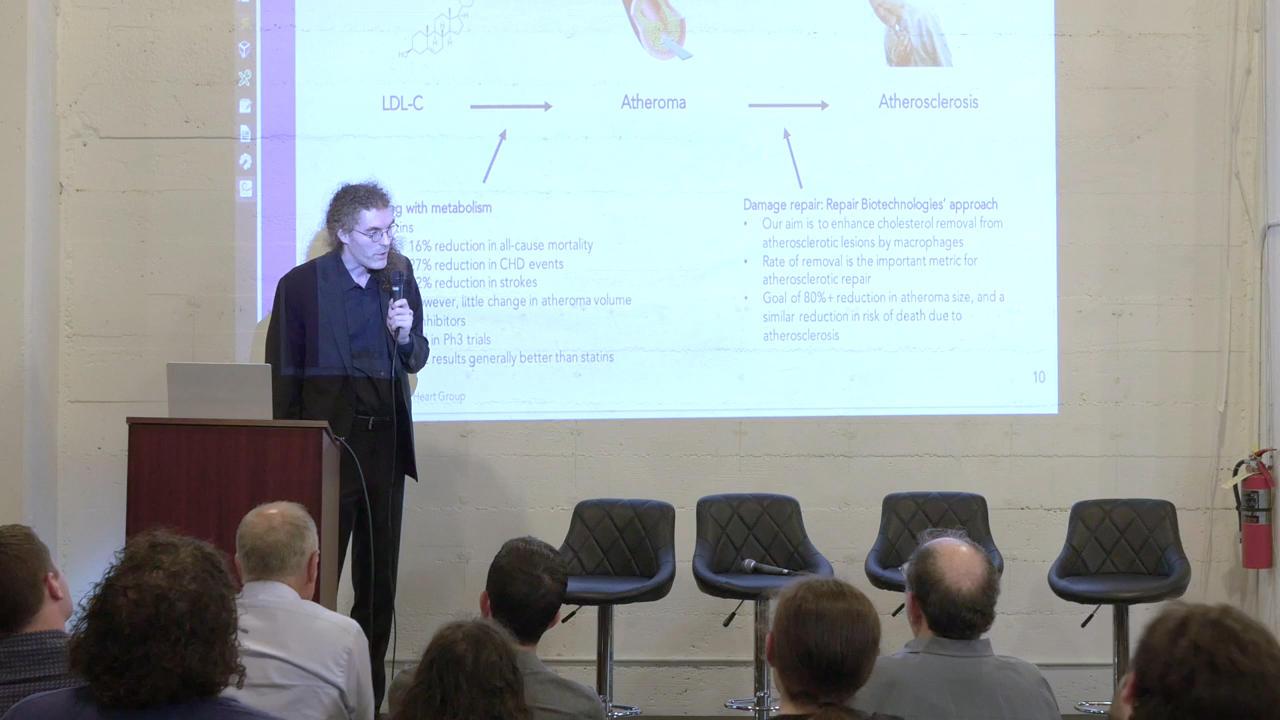 HO
LDL-C
Atheroma
Atherosclerosis
with metabolism
16% reduction in all-cause mortality
27% reduction in CHD events
2% reduction in strokes
little change in atheroma volume
in Ph3 trials
results generally better than statins
Heart Group
Damage repair: Repair Biotechnologies' approach
• Our aim is to enhance cholesterol removal from
atherosclerotic lesions by macrophages
• Rate of removal is the important metric for
atherosclerotic repair
• Goal of 80%+ reduction in atheroma size, and a
similar reduction in risk of death due to
atherosclerosis
10